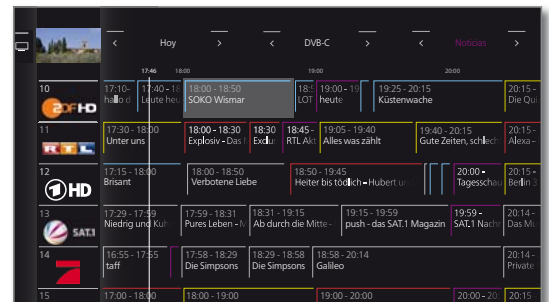 < Hoy > < DVB-C > < Noticias >
17:46 18:00 19:00 20:00
10
ZDF HD
17:10-
hallo d
17:40 - 18
Leute heu
18:00 - 18:50
SOKO Wismar
18:5
LOT
19:00 - 19
heute
19:25 - 20:15
Küstenwache
20:15 -
Die Qui
11
RTL
17:30 - 18:00
Unter uns
18:00 - 18:30
Explosiv - Das
18:30
Exclu
18:45 -
RTL Akt
19:05 - 19:40
Alles was zählt
19:40 - 20:15
Gute Zeiten, schlech
20:15 -
Alexa -
12
1 HD
17:15 - 18:00
Brisant
18:00 - 18:50
Verbotene Liebe
18:50 - 19:45
Heiter bis tödlich - Hubert un
20:00 -
Tagesschau
20:15 -
Berlin
13
SAT.1
17:29 - 17:59
Niedrig und Kuh
17:59 - 18:31
Pures Leben - M
18:31 - 19:15
Ab durch die Mitte -
19:15 - 19:59
push - das SAT.1 Magazin
19:59 -
SAT.1 Nachr
20:14 -
Das Mu
14
16:55 - 17:55
taff
17:58 - 18:29
Die Simpsons
18:29 - 18:58
Die Simpsons
18:58 - 20:14
Galileo
20:14 -
Private
15
17:00 - 18:00
18:00 - 19:00
19:00 - 20:00
20:00 - 20:
20:15